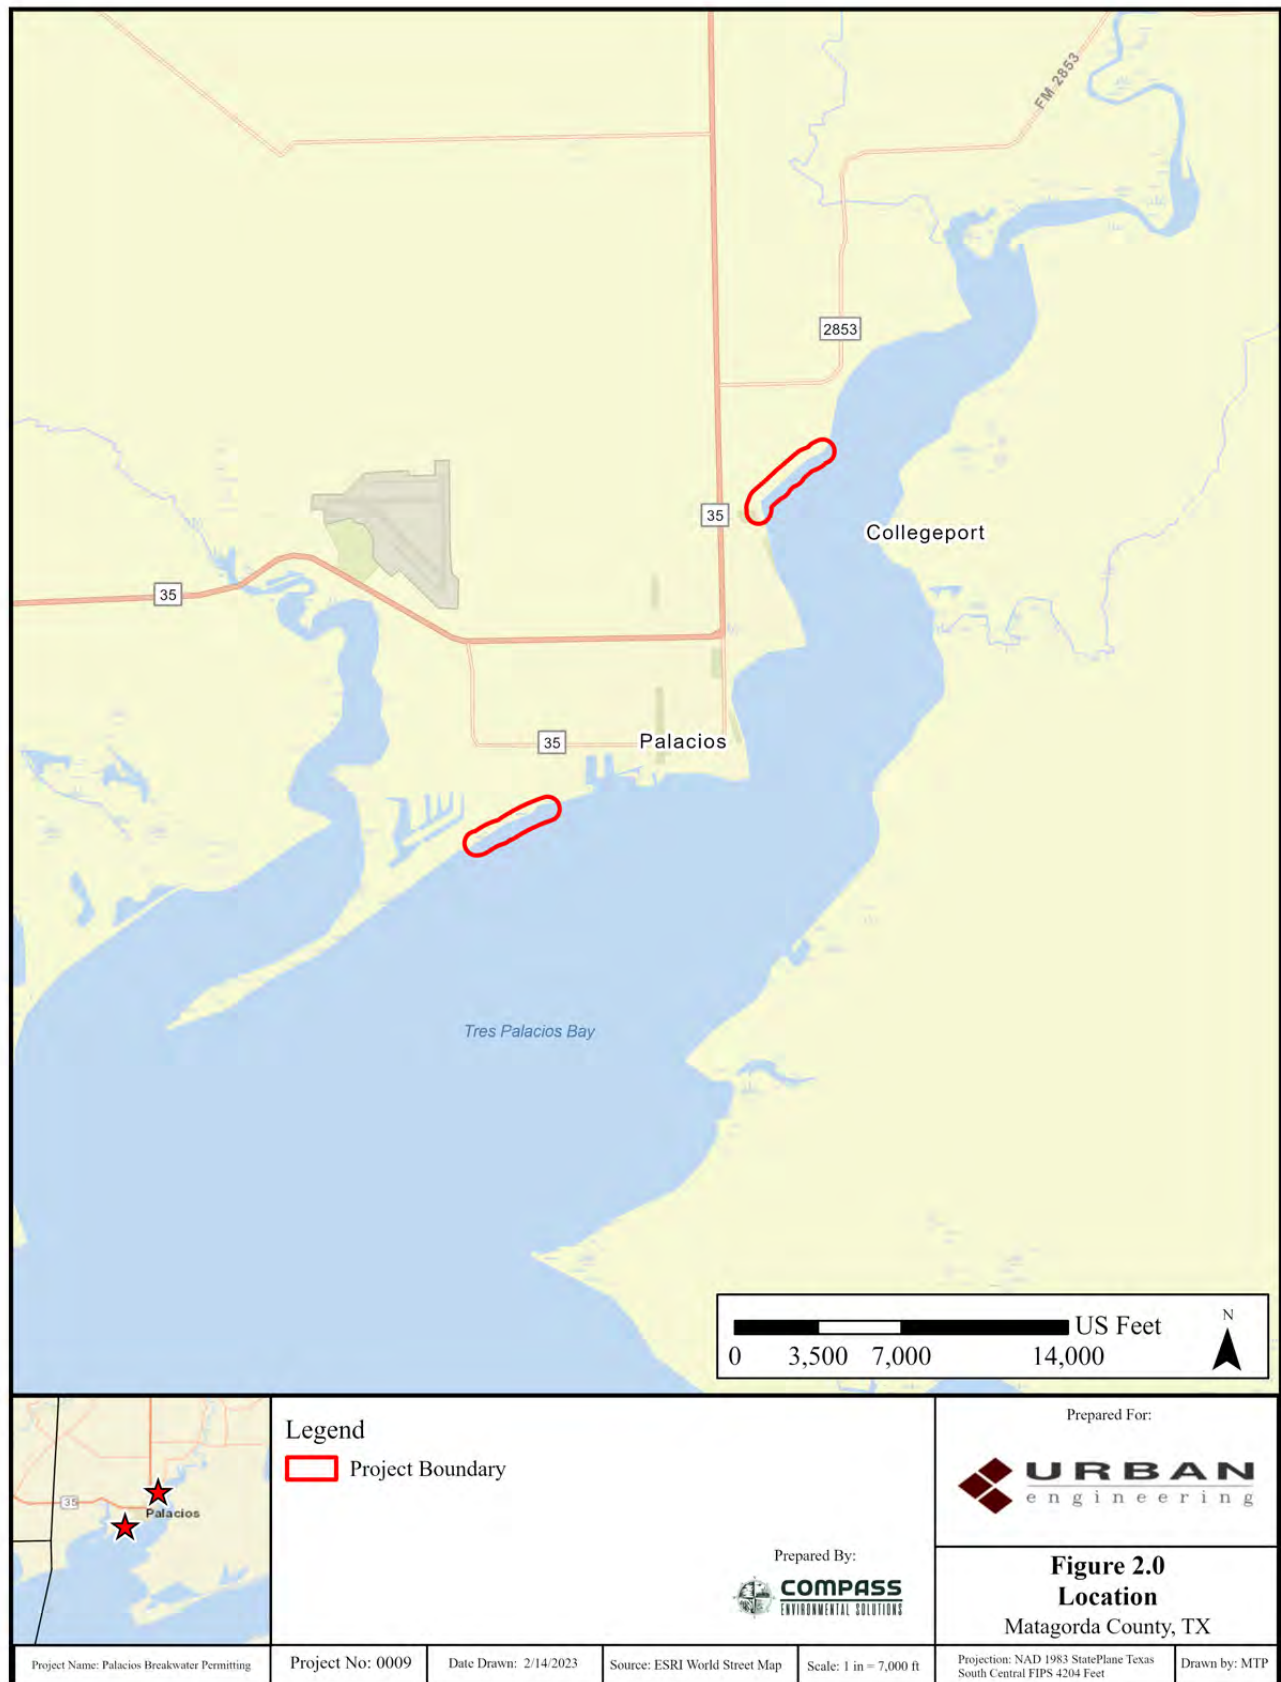 FM 2853
2853
35
Collegeport
35
35
Palacios
Tres Palacios Bay
US Feet
0 3,500 7,000 14,000
N
35
Palacios
Legend
Project Boundary
Prepared By:
COMPASS
ENVIRONMENTAL SOLUTIONS
Prepared For:
URBAN
engineering
Figure 2.0
Location
Matagorda County, TX
Project Name: Palacios Breakwater Permitting
Project No: 0009
Date Drawn: 2/14/2023
Source: ESRI World Street Map
Scale: 1 in = 7,000 ft
Projection: NAD 1983 StatePlane Texas
South Central FIPS 4204 Feet
Drawn by: MTP